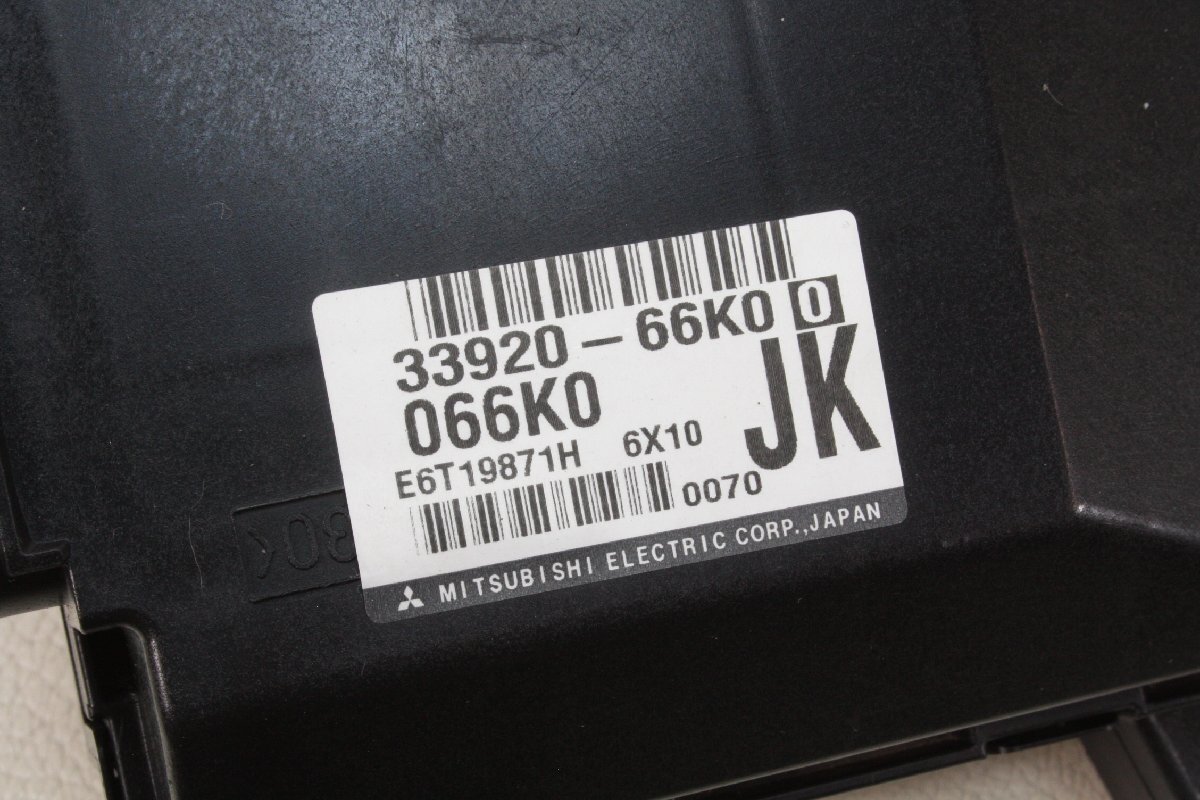 33920-66K0 0
066K0 JK
E6T19871H 6X10
0070
MITSUBISHI ELECTRIC CORP.,JAPAN